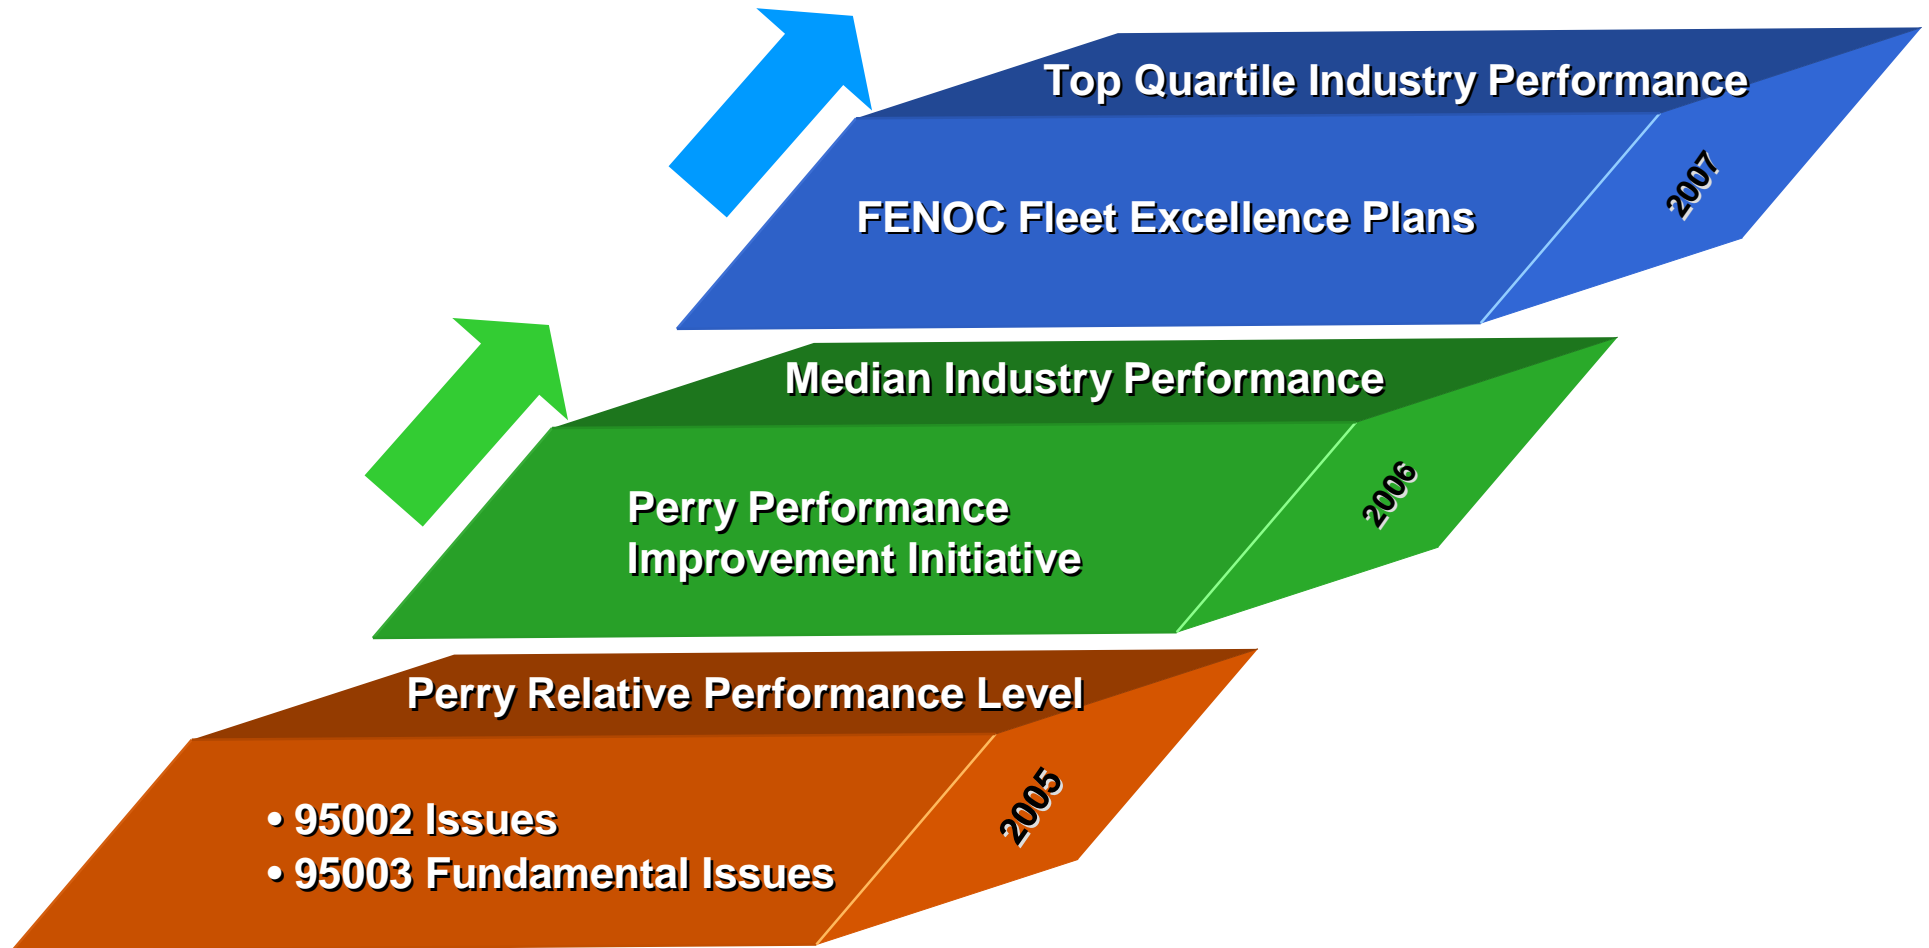 Top Quartile Industry Performance
FENOC Fleet Excellence Plans
2007
Median Industry Performance
Perry Performance
Improvement Initiative
2006
Perry Relative Performance Level
• 95002 Issues
• 95003 Fundamental Issues
2005